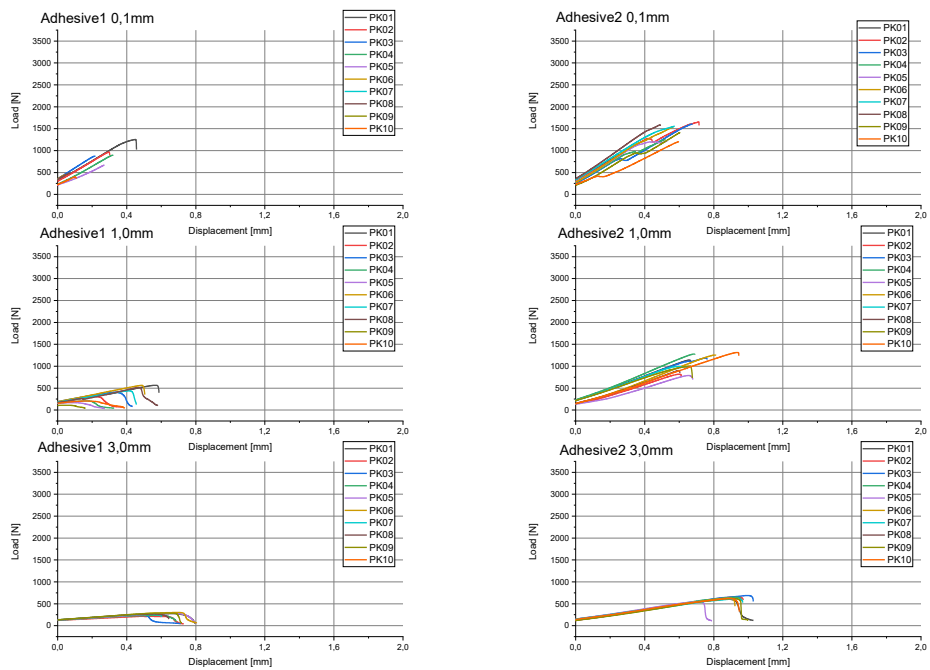 Adhesive1 0,1mm
3500
3000
2500
2000
1500
1000
500
0
Load [N]
0,0 0,4 0,8 1,2 1,6 2,0
Displacement [mm]
PK01
PK02
PK03
PK04
PK05
PK06
PK07
PK08
PK09
PK10
Adhesive2 0,1mm
3500
3000
2500
2000
1500
1000
500
0
Load [N]
0,0 0,4 0,8 1,2 1,6 2,0
Displacement [mm]
PK01
PK02
PK03
PK04
PK05
PK06
PK07
PK08
PK09
PK10
Adhesive1 1,0mm
3500
3000
2500
2000
1500
1000
500
0
Load [N]
0,0 0,4 0,8 1,2 1,6 2,0
Displacement [mm]
PK01
PK02
PK03
PK04
PK05
PK06
PK07
PK08
PK09
PK10
Adhesive2 1,0mm
3500
3000
2500
2000
1500
1000
500
0
Load [N]
0,0 0,4 0,8 1,2 1,6 2,0
Displacement [mm]
PK01
PK02
PK03
PK04
PK05
PK06
PK07
PK08
PK09
PK10
Adhesive1 3,0mm
3500
3000
2500
2000
1500
1000
500
0
Load [N]
0,0 0,4 0,8 1,2 1,6 2,0
Displacement [mm]
PK01
PK02
PK03
PK04
PK05
PK06
PK07
PK08
PK09
PK10
Adhesive2 3,0mm
3500
3000
2500
2000
1500
1000
500
0
Load [N]
0,0 0,4 0,8 1,2 1,6 2,0
Displacement [mm]
PK01
PK02
PK03
PK04
PK05
PK06
PK07
PK08
PK09
PK10